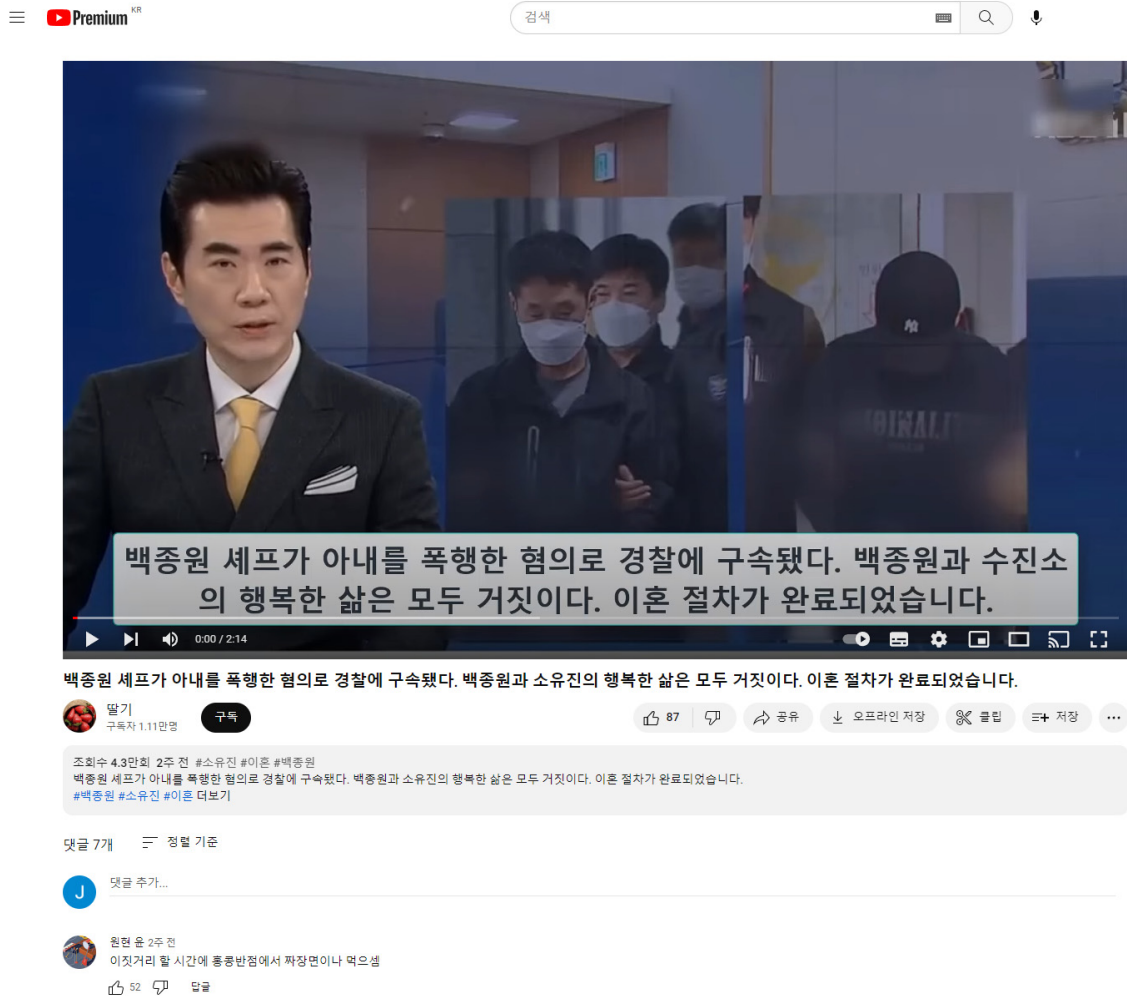 Premium KR
검색
백종원 셰프가 아내를 폭행한 혐의로 경찰에 구속됐다. 백종원과 수진소
의 행복한 삶은 모두 거짓이다. 이혼 절차가 완료되었습니다.
0:00 / 2:14
백종원 셰프가 아내를 폭행한 혐의로 경찰에 구속됐다. 백종원과 소유진의 행복한 삶은 모두 거짓이다. 이혼 절차가 완료되었습니다.
딸기
구독자 1.11만명
구독
87
공유
오프라인 저장
클립
저장
조회수 4.3만회 2주 전 #소유진 #이혼 #백종원
백종원 셰프가 아내를 폭행한 혐의로 경찰에 구속됐다. 백종원과 소유진의 행복한 삶은 모두 거짓이다. 이혼 절차가 완료되었습니다.
#백종원 #소유진 #이혼 더보기
댓글 7개
정렬 기준
J
댓글 추가...
원현 윤 2주 전
이짓거리 할 시간에 홍콩반점에서 짜장면이나 먹으셈
52
답글